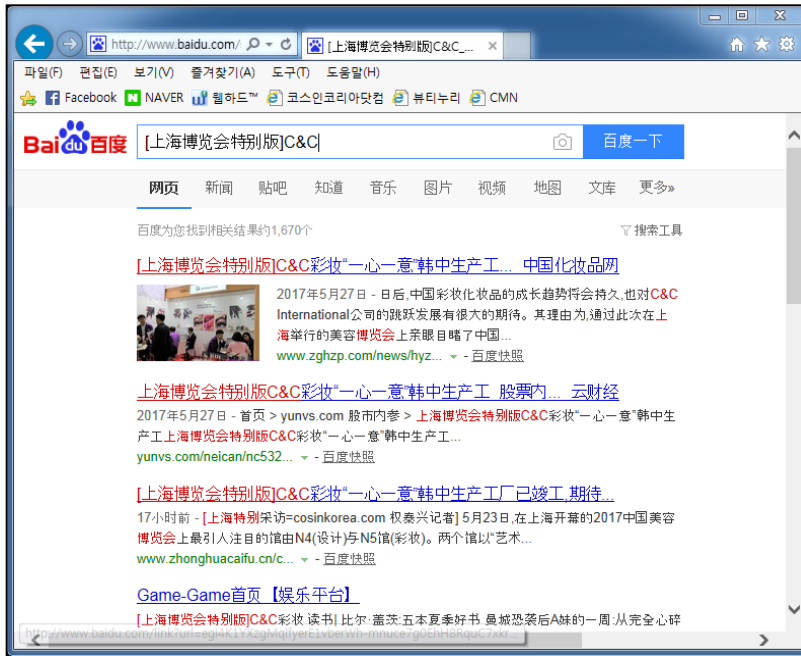 http://www.baidu.com/
[上海博览会特别版]C&C_...
파일(F) 편집(E) 보기(V) 즐겨찾기(A) 도구(T) 도움말(H)
Facebook NAVER 웹하드™ 코스인코리아닷컴 뷰티누리 CMN
Bai du 百度 [上海博览会特别版]C&C 百度一下
网页 新闻 贴吧 知道 音乐 图片 视频 地图 文库 更多»
百度为您找到相关结果约1,670个 搜索工具
[上海博览会特别版]C&C彩妆“一心一意”韩中生产工... 中国化妆品网
2017年5月27日 - 日后,中国彩妆化妆品的成长趋势将会持久,也对C&C
International公司的跳跃发展有很大的期待。其理由为,通过此次在上
海举行的美容博览会上亲眼目睹了中国...
www.zghzp.com/news/hyz... - 百度快照
上海博览会特别版C&C彩妆“一心一意”韩中生产工 股票内... 云财经
2017年5月27日 - 首页 > yunvs.com 股市内参 > 上海博览会特别版C&C彩妆“一心一意”韩中生
产工上海博览会特别版C&C彩妆“一心一意”韩中生产工...
yunvs.com/neican/nc532... - 百度快照
[上海博览会特别版]C&C彩妆“一心一意”韩中生产工厂已竣工,期待...
17小时前 - [上海特别采访=cosinkorea.com 权泰兴记者] 5月23日,在上海开幕的2017中国美容
博览会上最引人注目的馆由N4(设计)与N5馆(彩妆)。两个馆以“艺术...
www.zhonghuacaifu.cn/c... - 百度快照
Game-Game首页【娱乐平台】
[上海博览会特别版]C&C彩妆 读书| 比尔·盖茨:五本夏季好书 曼城恐袭后A妹的一周:从完全心碎